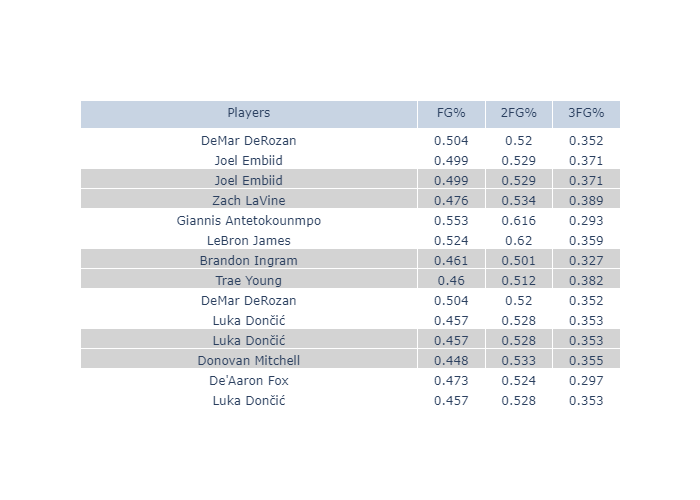 Players FG% 2FG% 3FG%
DeMar DeRozan 0.504 0.52 0.352
Joel Embiid 0.499 0.529 0.371
Joel Embiid 0.499 0.529 0.371
Zach LaVine 0.476 0.534 0.389
Giannis Antetokounmpo 0.553 0.616 0.293
LeBron James 0.524 0.62 0.359
Brandon Ingram 0.461 0.501 0.327
Trae Young 0.46 0.512 0.382
DeMar DeRozan 0.504 0.52 0.352
Luka Dončić 0.457 0.528 0.353
Luka Dončić 0.457 0.528 0.353
Donovan Mitchell 0.448 0.533 0.355
De'Aaron Fox 0.473 0.524 0.297
Luka Dončić 0.457 0.528 0.353